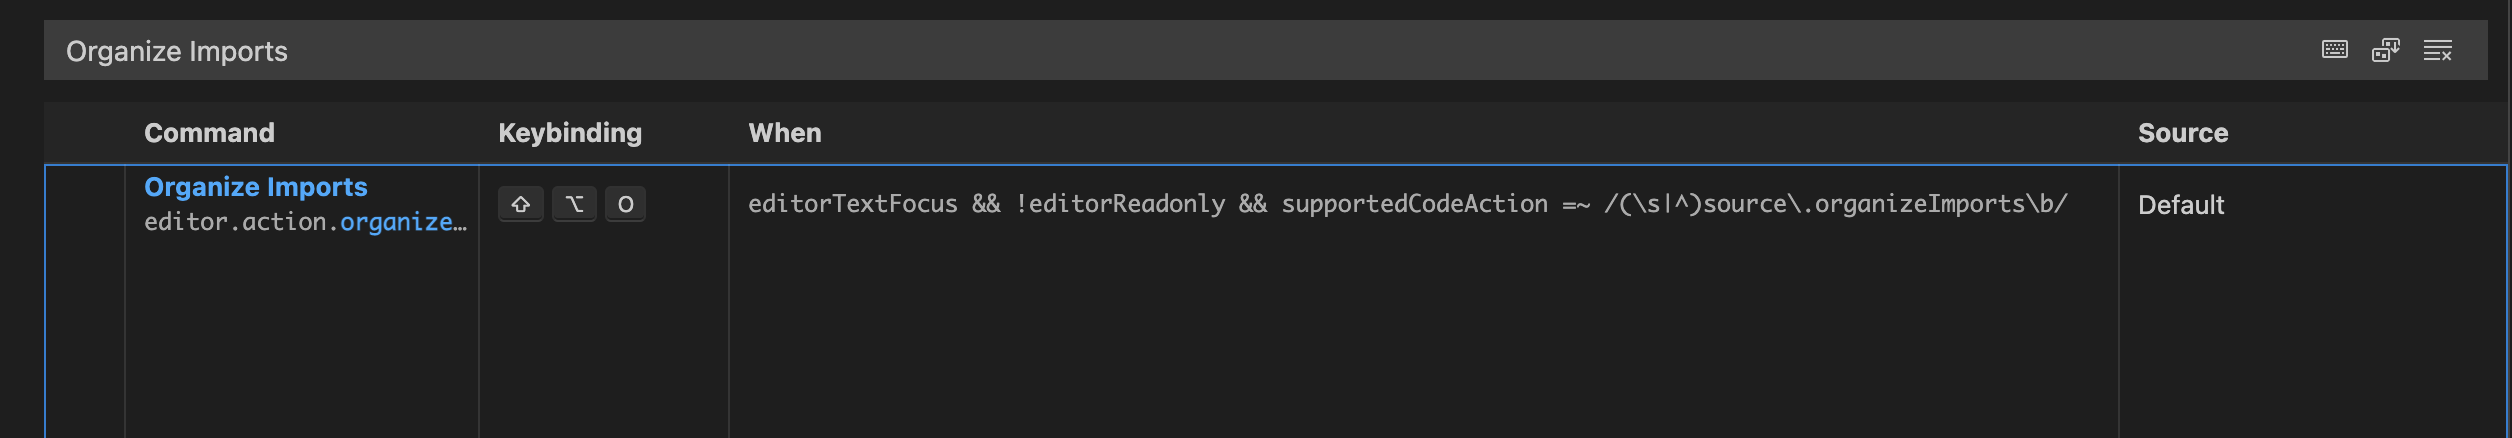 Organize Imports
Command Keybinding When Source
Organize Imports
editor.action.organize…
⇧ ⌥ O
editorTextFocus && !editorReadonly && supportedCodeAction =~ /(\s|^)source\.organizeImports\b/
Default